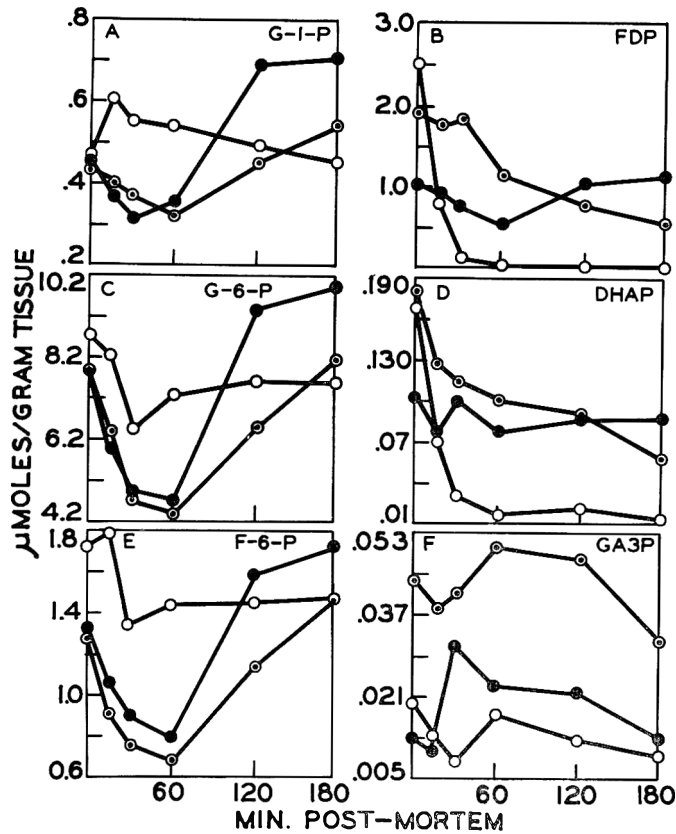 A G-1-P
.8
.6
.4
.2
B FDP
3.0
2.0
1.0
C G-6-P
10.2
8.2
6.2
4.2
D DHAP
.190
.130
.07
.01
E F-6-P
1.8
1.4
1.0
0.6
F GA3P
.053
.037
.021
.005
0 60 120 180
0 60 120 180
µMOLES/GRAM TISSUE
MIN. POST-MORTEM